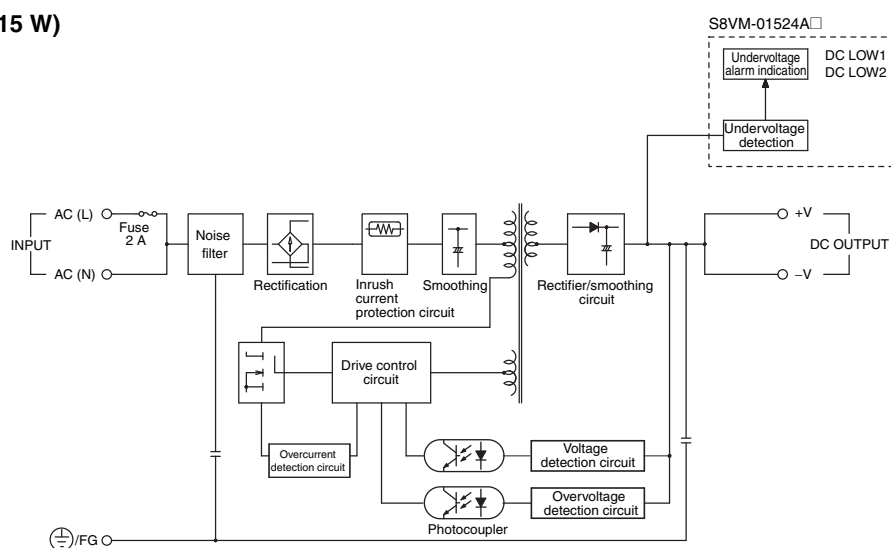 15 W)
S8VM-01524A□
Undervoltage
alarm indication
DC LOW1
DC LOW2
Undervoltage
detection
INPUT
AC (L)
Fuse
2 A
AC (N)
Noise
filter
Rectification
Inrush
current
protection circuit
Smoothing
Rectifier/smoothing
circuit
+V
DC OUTPUT
−V
Drive control
circuit
Overcurrent
detection circuit
Voltage
detection circuit
Overvoltage
detection circuit
Photocoupler
/FG